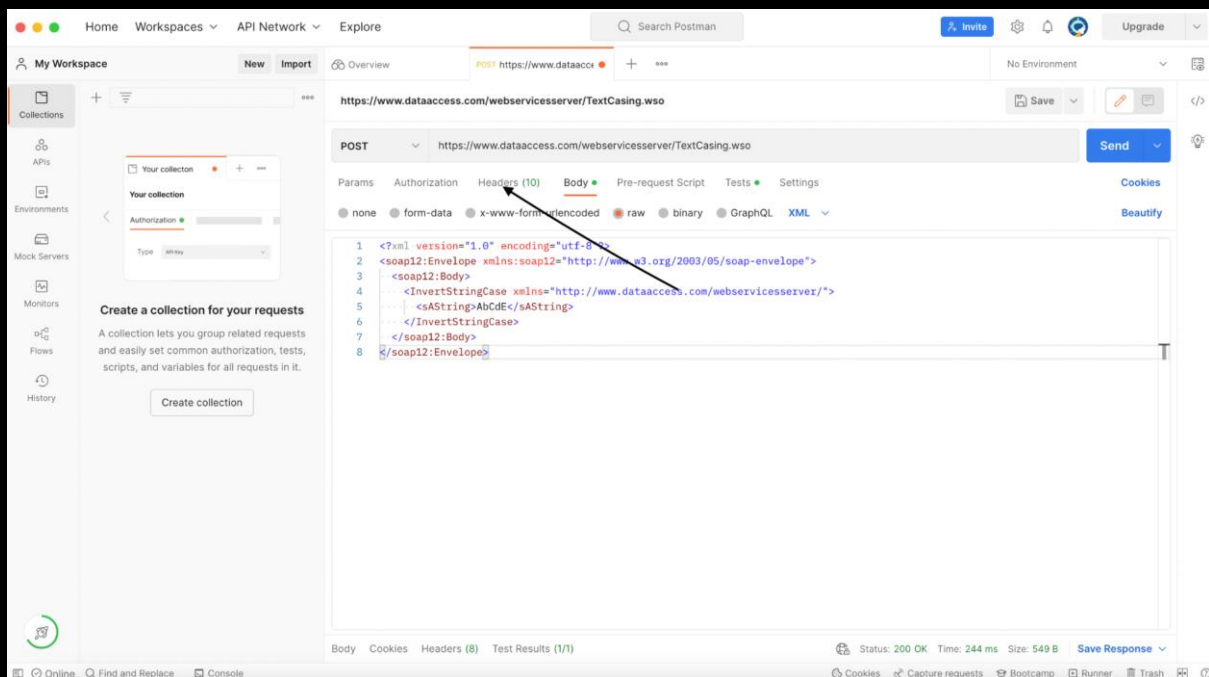 Home Workspaces API Network Explore Search Postman Invite Upgrade
My Workspace New Import Overview POST https://www.dataacce No Environment
Collections
APIs
Environments
Mock Servers
Monitors
Flows
History
Your collecton
Your collection
Authorization
Type API Key
Create a collection for your requests
A collection lets you group related requests
and easily set common authorization, tests,
scripts, and variables for all requests in it.
Create collection
https://www.dataaccess.com/webservicesserver/TextCasing.wso Save
POST https://www.dataaccess.com/webservicesserver/TextCasing.wso Send
Params Authorization Headers (10) Body Pre-request Script Tests Settings Cookies
none form-data x-www-form-urlencoded raw binary GraphQL XML Beautify
1 <?xml version="1.0" encoding="utf-8"?>
2 <soap12:Envelope xmlns:soap12="http://www.w3.org/2003/05/soap-envelope">
3 <soap12:Body>
4 <InvertStringCase xmlns="http://www.dataaccess.com/webservicesserver/">
5 <sAString>AbCdE</sAString>
6 </InvertStringCase>
7 </soap12:Body>
8 </soap12:Envelope>
Body Cookies Headers (8) Test Results (1/1) Status: 200 OK Time: 244 ms Size: 549 B Save Response
Online Find and Replace Console Cookies Capture requests Bootcamp Runner Trash